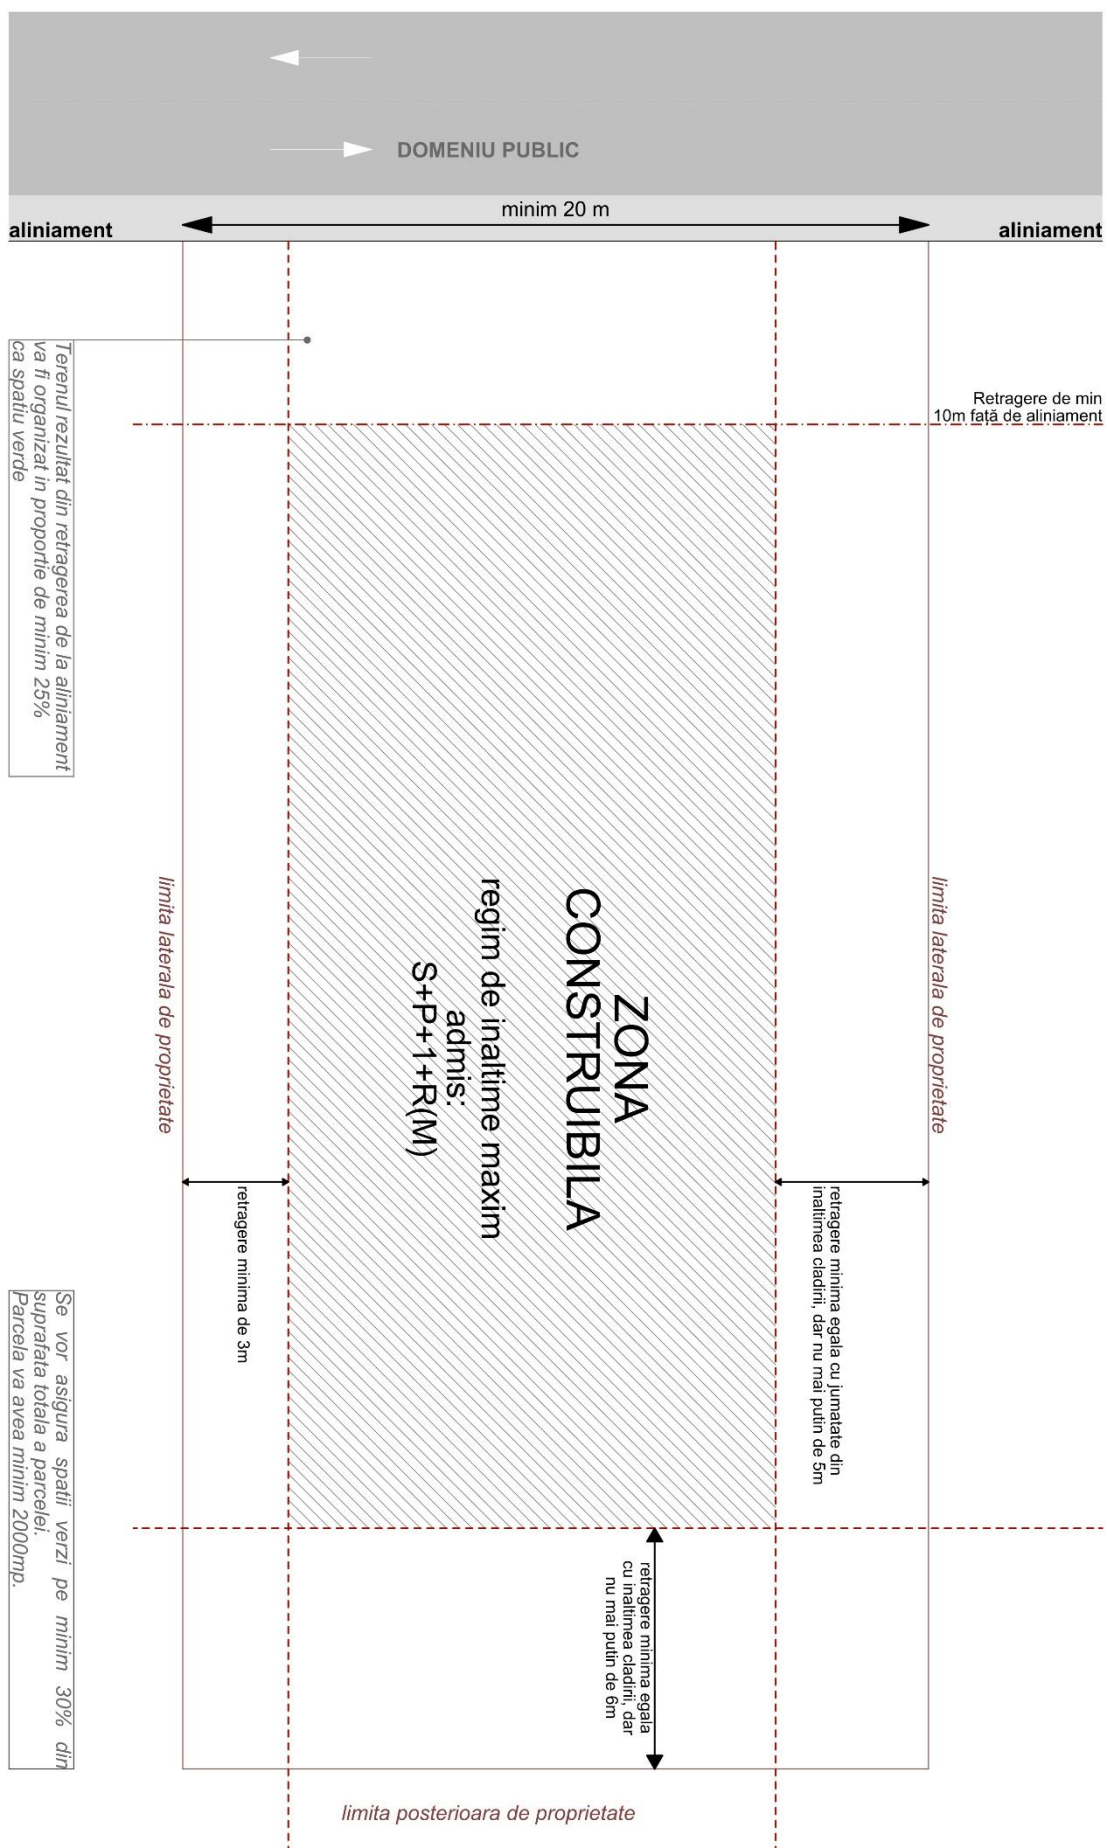 DOMENIU PUBLIC
minim 20 m
aliniament
aliniament
Retragere de min
10m față de aliniament
Terenul rezultat din retragerea de la aliniament
va fi organizat in proportie de minim 25%
ca spatiu verde
limita laterala de proprietate
limita laterala de proprietate
ZONA
CONSTRUIBILA
regim de inaltime maxim
admis:
S+P+1+R(M)
retragere minima de 3m
retragere minima egala cu jumatate din
inaltimea cladirii, dar nu mai putin de 5m
Se vor asigura spatii verzi pe minim 30% din
suprafata totala a parcelei.
Parcela va avea minim 2000mp.
retragere minima egala
cu inaltimea cladirii, dar
nu mai putin de 6m
limita posterioara de proprietate